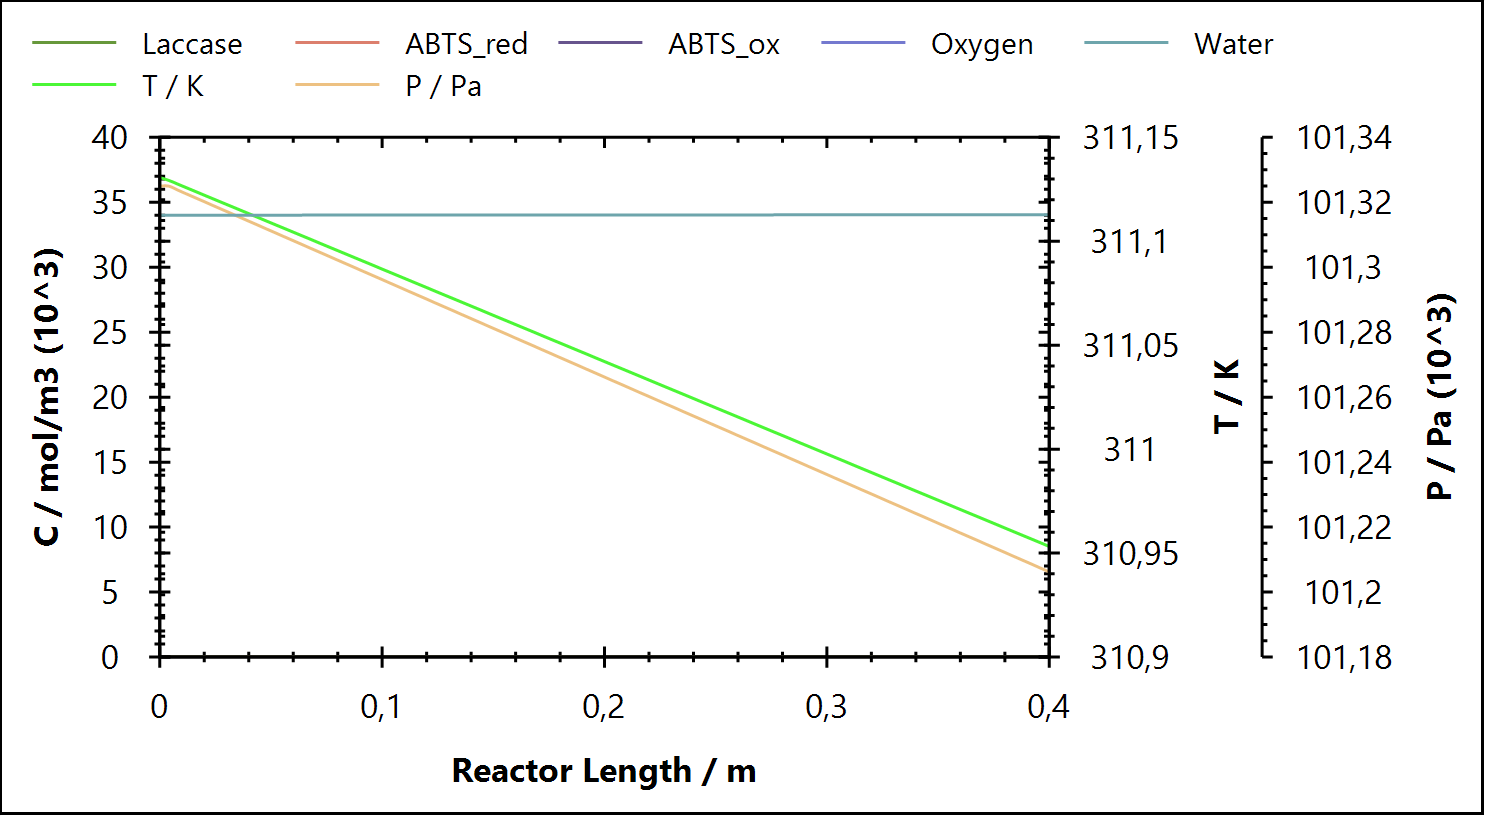 Laccase ABTS_red ABTS_ox Oxygen Water
T / K P / Pa
40 311,15 101,34
35 101,32
311,1
30 101,3
25 311,05 101,28
20 101,26
15 311 101,24
10 101,22
310,95
5 101,2
0 310,9 101,18
C / mol/m3 (10^3)
T / K
P / Pa (10^3)
0 0,1 0,2 0,3 0,4
Reactor Length / m